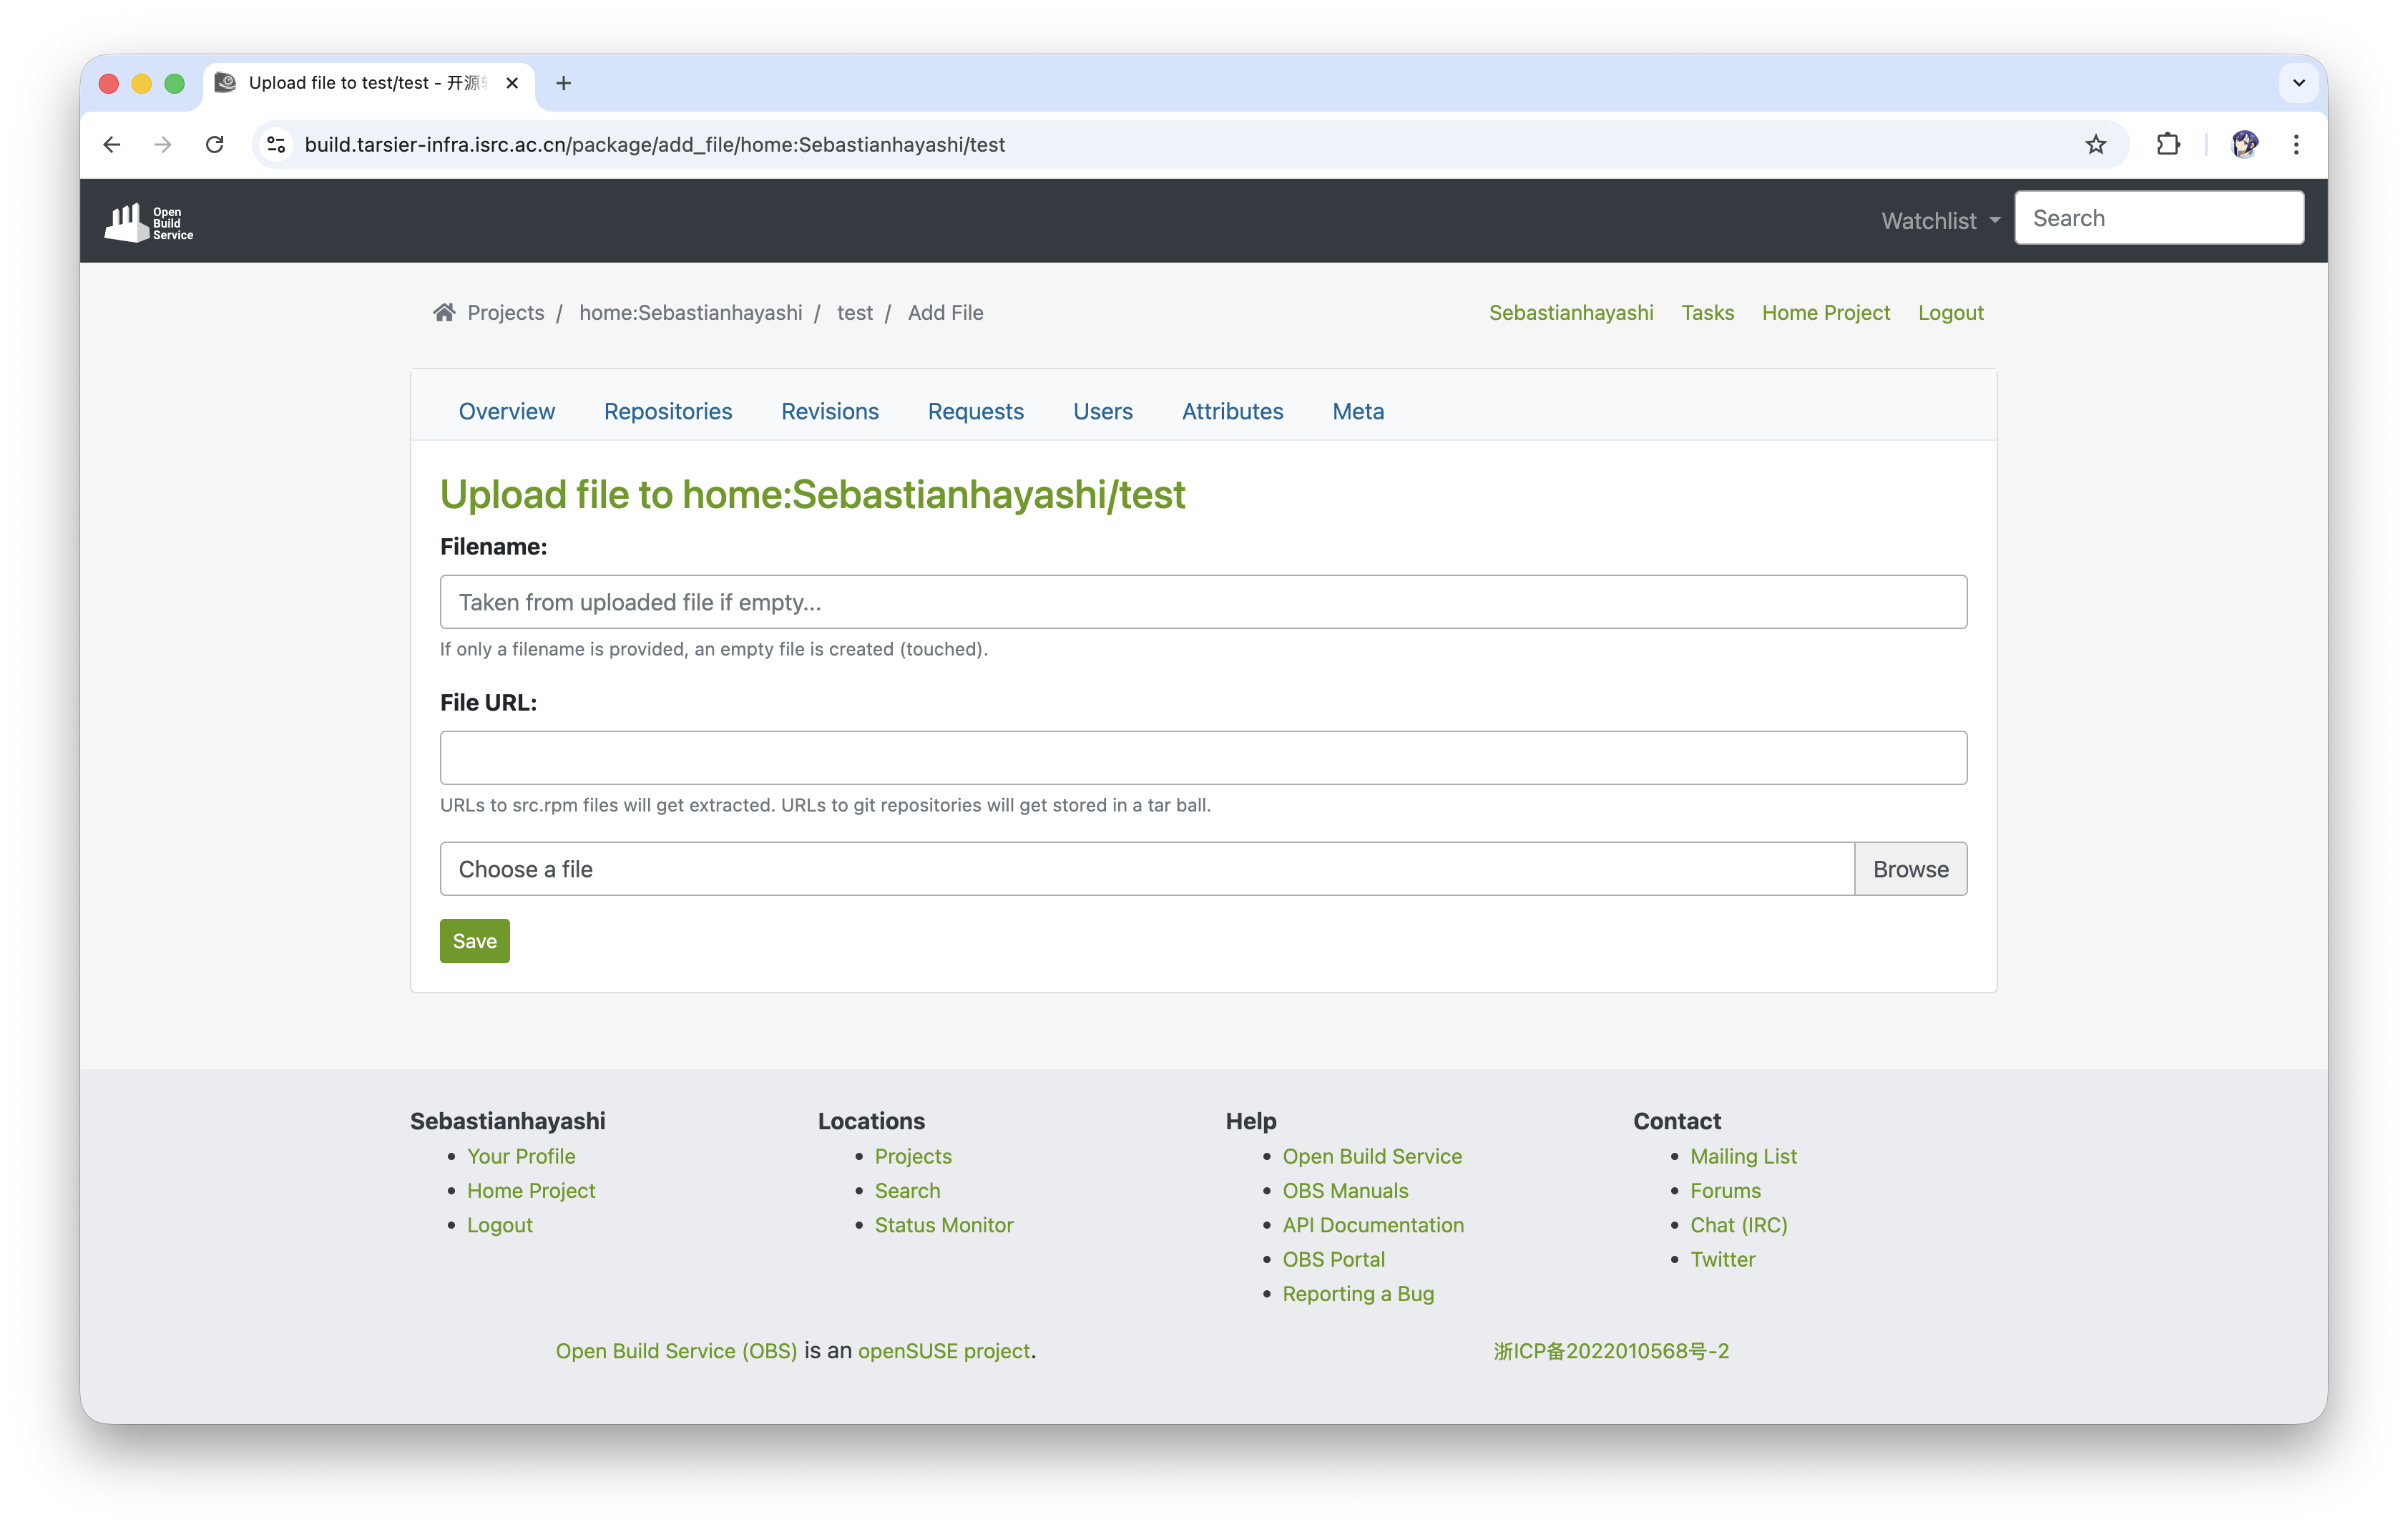 Upload file to test/test - 开源
build.tarsier-infra.isrc.ac.cn/package/add_file/home:Sebastianhayashi/test
Open
Build
Service
Watchlist
Search
Projects / home:Sebastianhayashi / test / Add File
Sebastianhayashi Tasks Home Project Logout
Overview Repositories Revisions Requests Users Attributes Meta
Upload file to home:Sebastianhayashi/test
Filename:
Taken from uploaded file if empty...
If only a filename is provided, an empty file is created (touched).
File URL:
URLs to src.rpm files will get extracted. URLs to git repositories will get stored in a tar ball.
Choose a file
Browse
Save
Sebastianhayashi
Your Profile
Home Project
Logout
Locations
Projects
Search
Status Monitor
Help
Open Build Service
OBS Manuals
API Documentation
OBS Portal
Reporting a Bug
Contact
Mailing List
Forums
Chat (IRC)
Twitter
Open Build Service (OBS) is an openSUSE project.
浙ICP备2022010568号-2